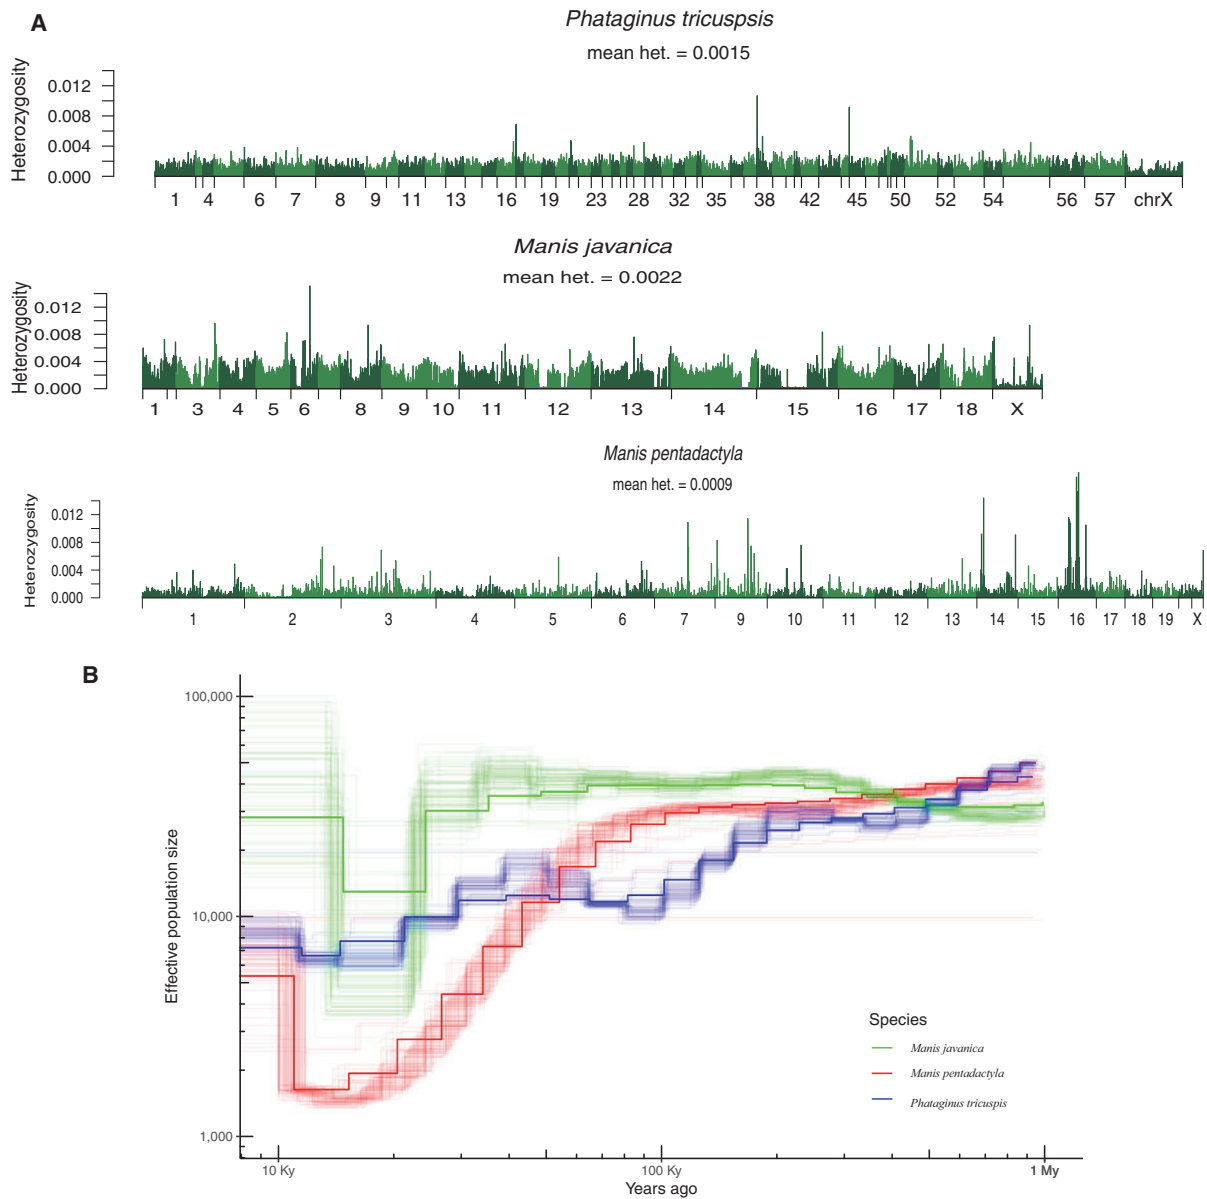 A
Phataginus tricuspsis
mean het. = 0.0015
Heterozygosity
0.012
0.008
0.004
0.000
1 4 6 7 8 9 11 13 16 19 23 28 32 35 38 42 45 50 52 54 56 57 chrX
Manis javanica
mean het. = 0.0022
Heterozygosity
0.012
0.008
0.004
0.000
1 3 4 5 6 8 9 10 11 12 13 14 15 16 17 18 X
Manis pentadactyla
mean het. = 0.0009
Heterozygosity
0.012
0.008
0.004
0.000
1 2 3 4 5 6 7 9 10 11 12 13 14 15 16 17 18 19 X
B
100,000
10,000
1,000
Effective population size
Species
Manis javanica
Manis pentadactyla
Phataginus tricuspis
10 Ky 100 Ky 1 My
Years ago